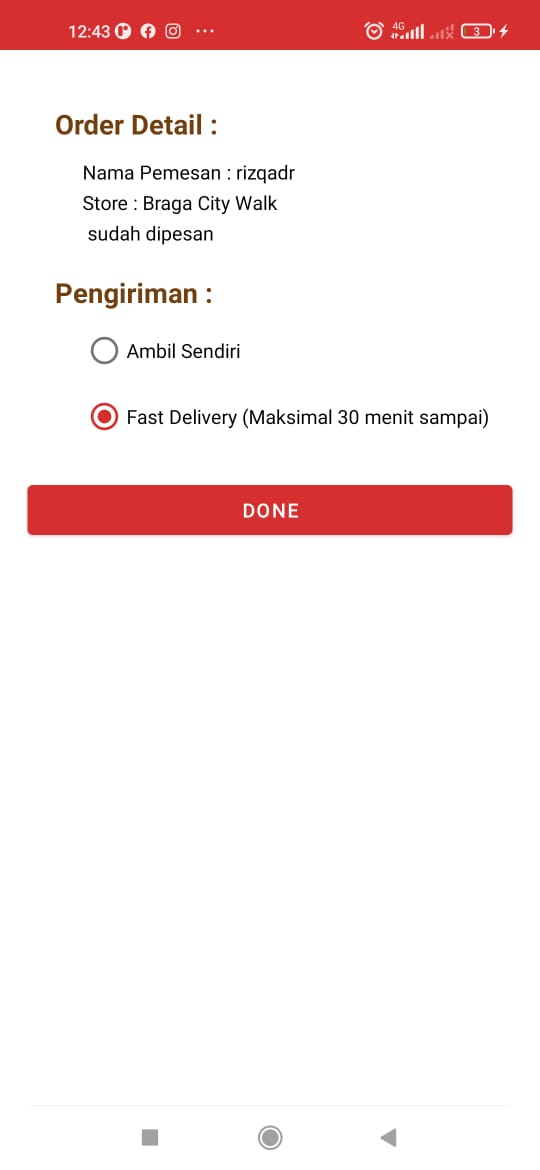 12:43
4G
3
Order Detail :
Nama Pemesan : rizqadr
Store : Braga City Walk
sudah dipesan
Pengiriman :
Ambil Sendiri
Fast Delivery (Maksimal 30 menit sampai)
DONE